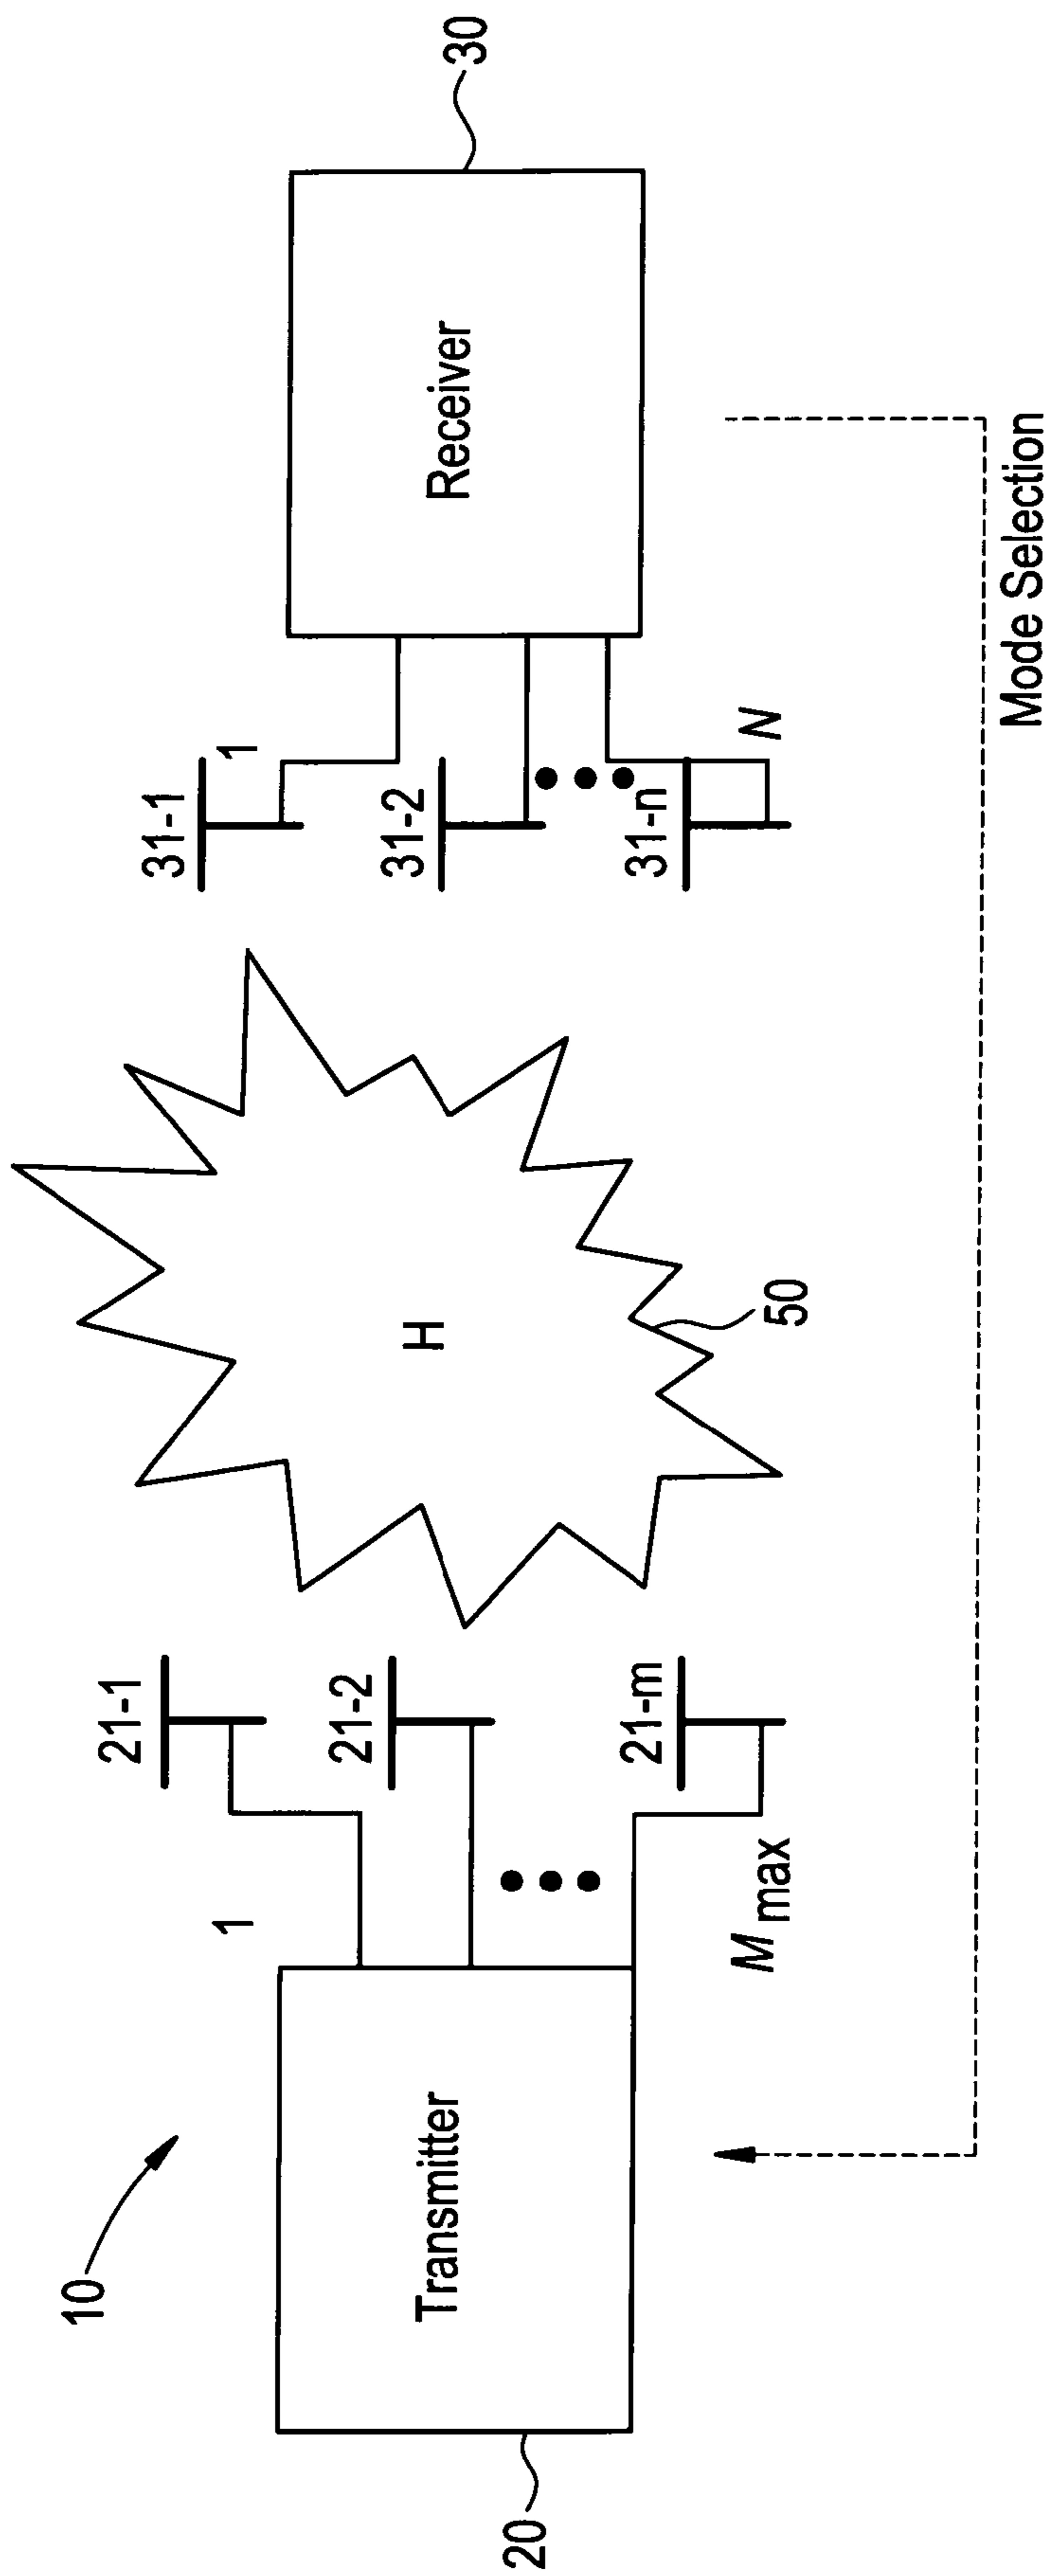 10
20
Transmitter
1
21-1
21-2
21-m
M max
H
50
31-1
1
31-2
31-n
N
Receiver
30
Mode Selection